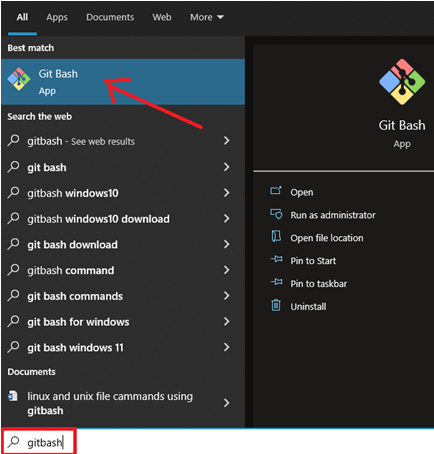 All Apps Documents Web More
Best match
Git Bash
App
Search the web
gitbash - See web results
git bash
gitbash windows10
gitbash windows10 download
git bash download
gitbash command
git bash commands
git bash for windows
git bash windows 11
Documents
linux and unix file cammands using
gitbash
gitbash
Git Bash
App
Open
Run as administrator
Open file location
Pin to Start
Pin to taskbar
Uninstall